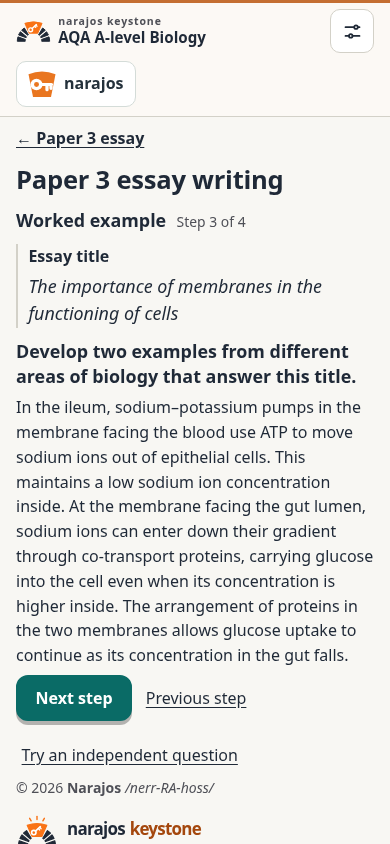 narajos keystone
AQA A-level Biology
narajos
← Paper 3 essay
Paper 3 essay writing
Worked example Step 3 of 4
Essay title
The importance of membranes in the
functioning of cells
Develop two examples from different
areas of biology that answer this title.
In the ileum, sodium–potassium pumps in the
membrane facing the blood use ATP to move
sodium ions out of epithelial cells. This
maintains a low sodium ion concentration
inside. At the membrane facing the gut lumen,
sodium ions can enter down their gradient
through co-transport proteins, carrying glucose
into the cell even when its concentration is
higher inside. The arrangement of proteins in
the two membranes allows glucose uptake to
continue as its concentration in the gut falls.
Next step Previous step
Try an independent question
© 2026 Narajos /nerr-RA-hoss/
narajos keystone